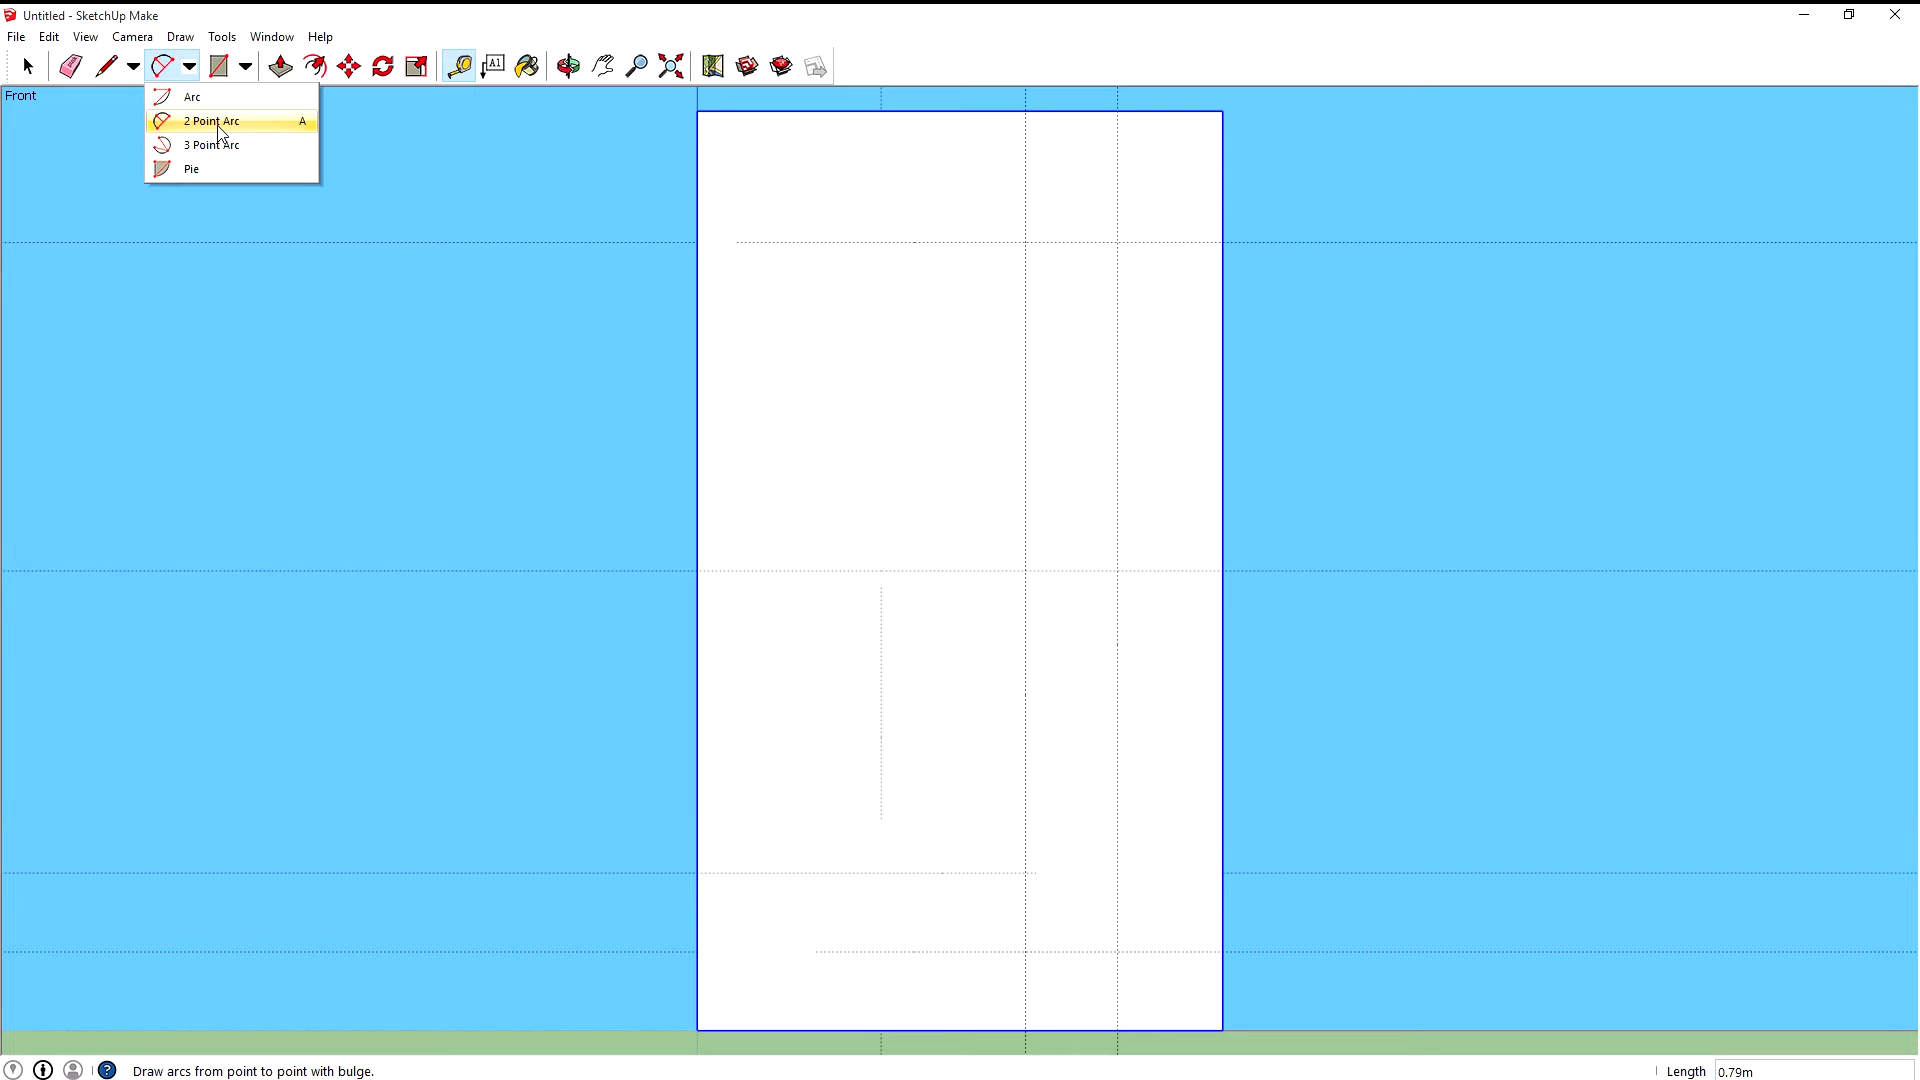 Untitled - SketchUp Make
File Edit View Camera Draw Tools Window Help
A1
Front
Arc
2 Point Arc A
3 Point Arc
Pie
Draw arcs from point to point with bulge.
Length 0.79m